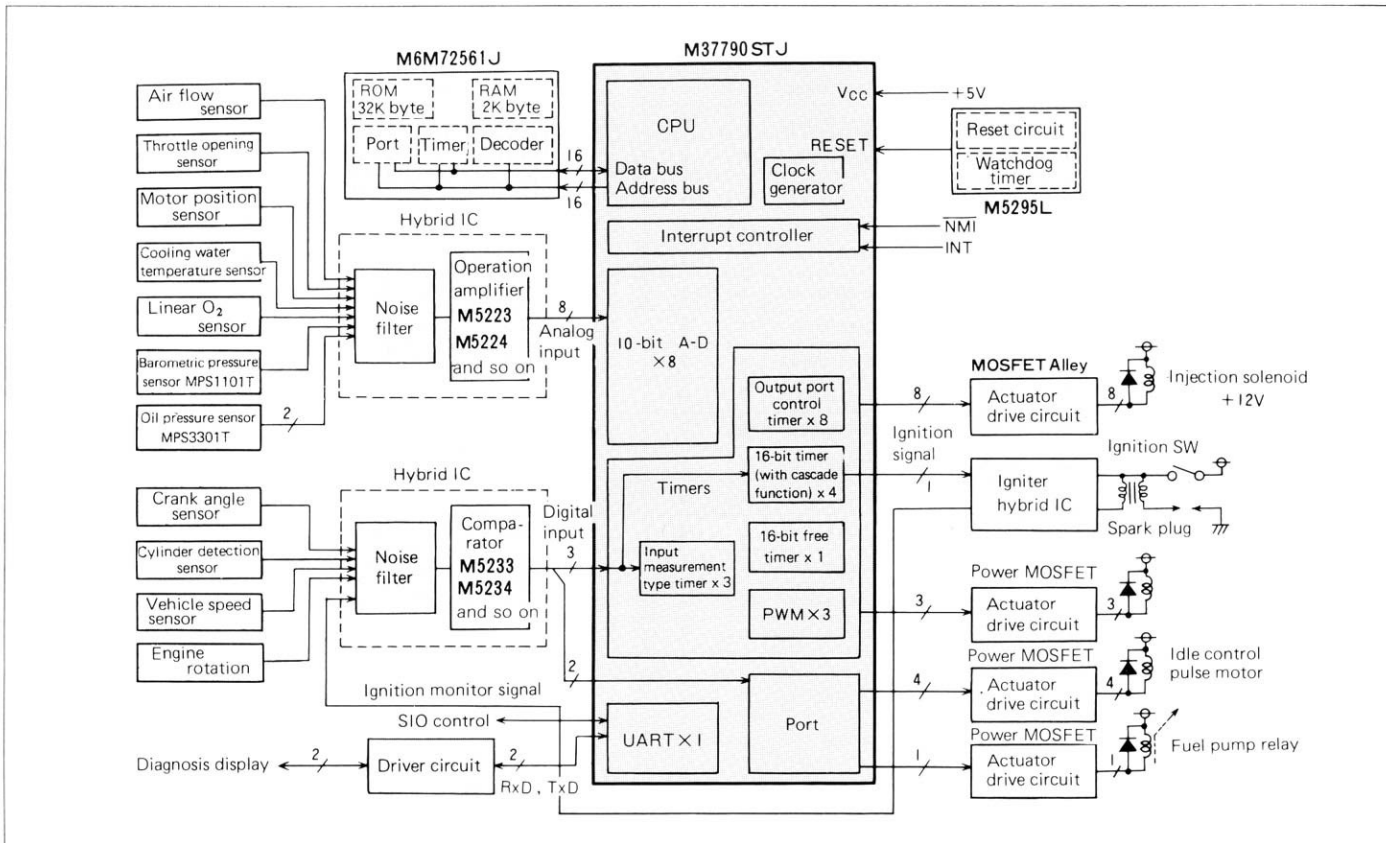 M37790STJ
M6M72561J
ROM
32K byte
RAM
2K byte
Port
Timer
Decoder
16
16
CPU
Data bus
Address bus
Clock
generator
VCC
+5V
RESET
Reset circuit
Watchdog
timer
M5295L
NMI
INT
Interrupt controller
Air flow
sensor
Throttle opening
sensor
Motor position
sensor
Cooling water
temperature sensor
Linear O2
sensor
Barometric pressure
sensor MPS1101T
Oil pressure sensor
MPS3301T
2
Hybrid IC
Noise
filter
Operation
amplifier
M5223
M5224
and so on
8
Analog
input
10-bit A-D
×8
Crank angle
sensor
Cylinder detection
sensor
Vehicle speed
sensor
Engine
rotation
Hybrid IC
Noise
filter
Compa-
rator
M5233
M5234
and so on
Digital
input
3
2
Timers
Input
measurement
type timer x 3
Output port
control
timer x 8
16-bit timer
(with cascade
function) x 4
16-bit free
timer x 1
PWM×3
Port
UART×1
Ignition monitor signal
SIO control
Diagnosis display
2
Driver circuit
2
RxD, TxD
8
MOSFET Alley
Actuator
drive circuit
8
Injection solenoid
+12V
Ignition
signal
1
Igniter
hybrid IC
Ignition SW
Spark plug
3
Power MOSFET
Actuator
drive circuit
3
4
Power MOSFET
Actuator
drive circuit
4
Idle control
pulse motor
1
Power MOSFET
Actuator
drive circuit
1
Fuel pump relay